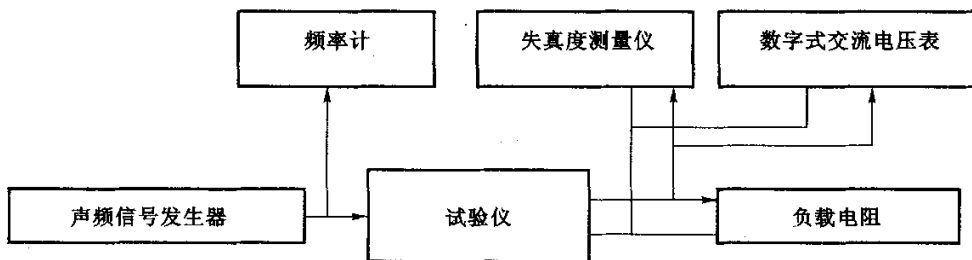 频率计
失真度测量仪
数字式交流电压表
声频信号发生器
试验仪
负载电阻